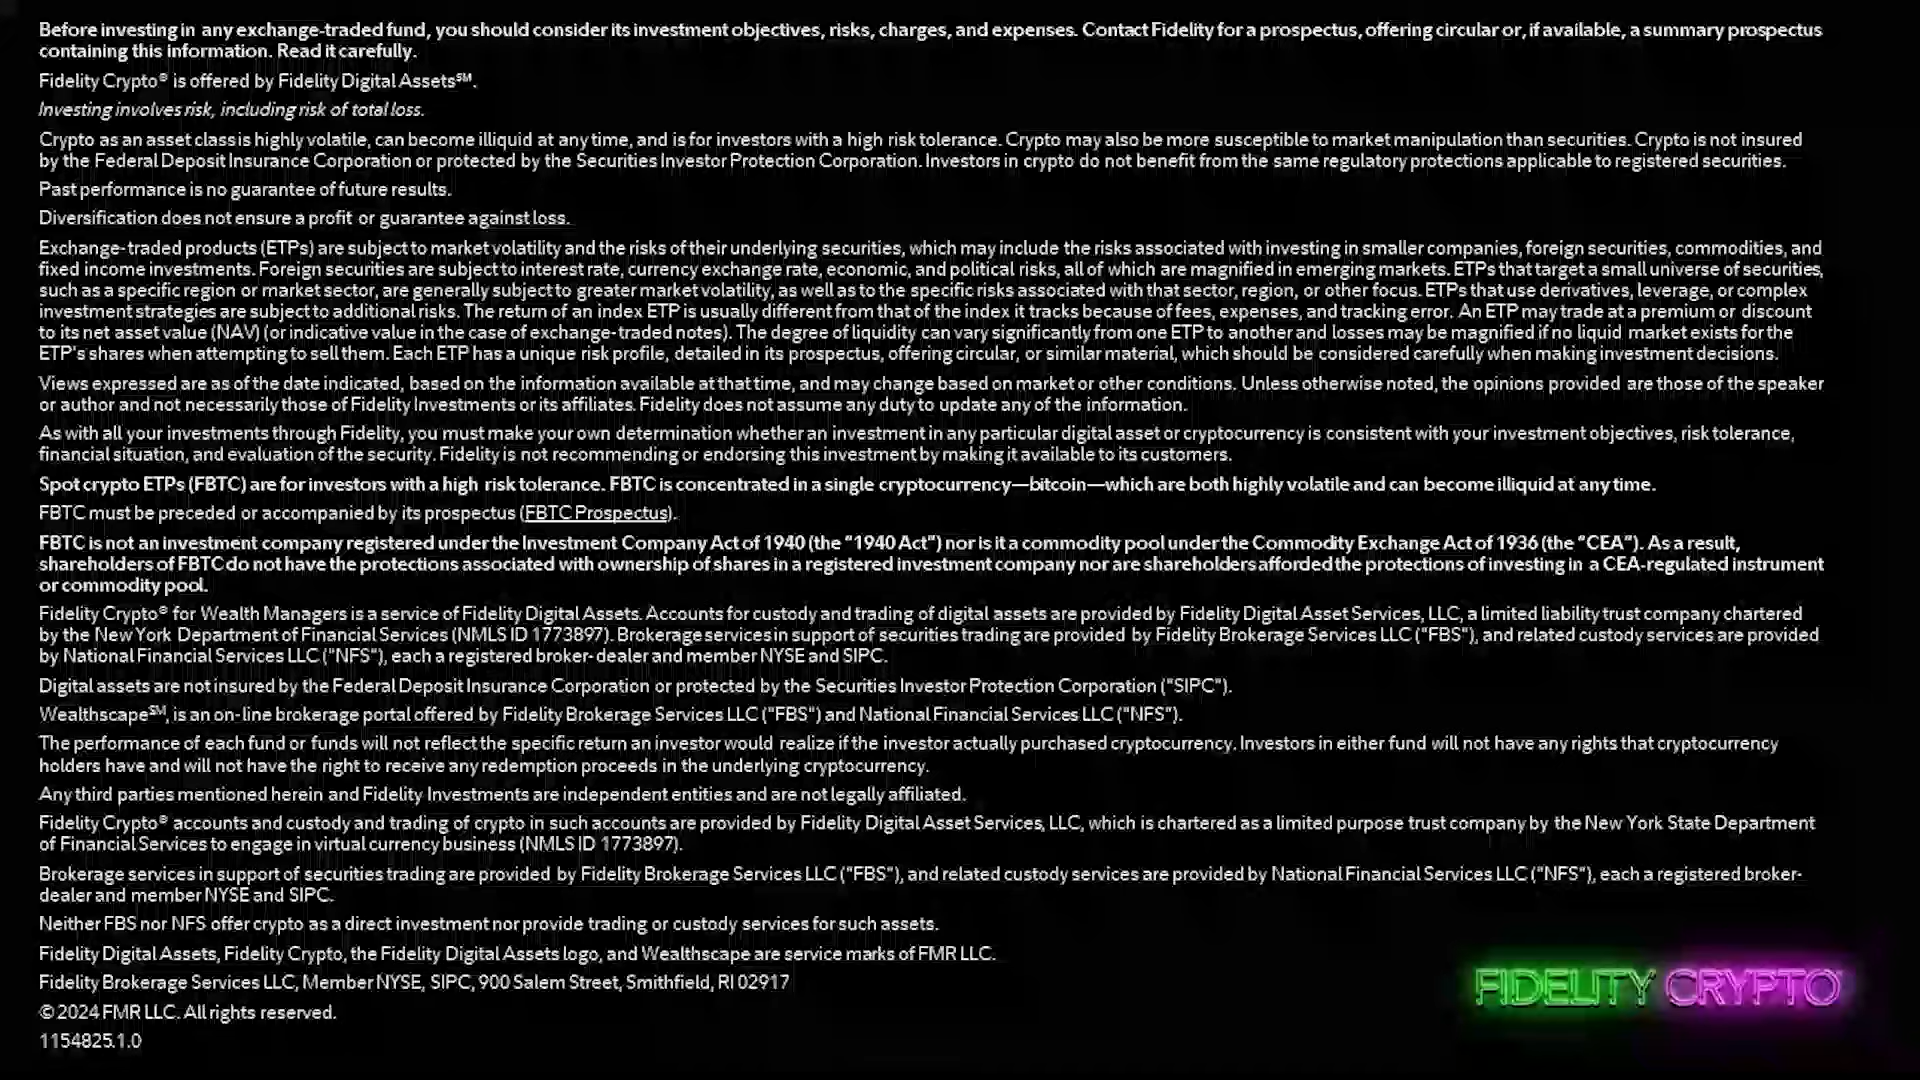 Before investing in any exchange-traded fund, you should consider its investment objectives, risks, charges, and expenses. Contact Fidelity for a prospectus, offering circular or, if available, a summary prospectus
containing this information. Read it carefully.
Fidelity Crypto® is offered by Fidelity Digital Assets℠.
Investing involves risk, including risk of total loss.
Crypto as an asset class is highly volatile, can become illiquid at any time, and is for investors with a high risk tolerance. Crypto may also be more susceptible to market manipulation than securities. Crypto is not insured
by the Federal Deposit Insurance Corporation or protected by the Securities Investor Protection Corporation. Investors in crypto do not benefit from the same regulatory protections applicable to registered securities.
Past performance is no guarantee of future results.
Diversification does not ensure a profit or guarantee against loss.
Exchange-traded products (ETPs) are subject to market volatility and the risks of their underlying securities, which may include the risks associated with investing in smaller companies, foreign securities, commodities, and
fixed income investments. Foreign securities are subject to interest rate, currency exchange rate, economic, and political risks, all of which are magnified in emerging markets. ETPs that target a small universe of securities,
such as a specific region or market sector, are generally subject to greater market volatility, as well as to the specific risks associated with that sector, region, or other focus. ETPs that use derivatives, leverage, or complex
investment strategies are subject to additional risks. The return of an index ETP is usually different from that of the index it tracks because of fees, expenses, and tracking error. An ETP may trade at a premium or discount
to its net asset value (NAV) (or indicative value in the case of exchange-traded notes). The degree of liquidity can vary significantly from one ETP to another and losses may be magnified if no liquid market exists for the
ETP's shares when attempting to sell them. Each ETP has a unique risk profile, detailed in its prospectus, offering circular, or similar material, which should be considered carefully when making investment decisions.
Views expressed are as of the date indicated, based on the information available at that time, and may change based on market or other conditions. Unless otherwise noted, the opinions provided are those of the speaker
or author and not necessarily those of Fidelity Investments or its affiliates. Fidelity does not assume any duty to update any of the information.
As with all your investments through Fidelity, you must make your own determination whether an investment in any particular digital asset or cryptocurrency is consistent with your investment objectives, risk tolerance,
financial situation, and evaluation of the security. Fidelity is not recommending or endorsing this investment by making it available to its customers.
Spot crypto ETPs (FBTC) are for investors with a high risk tolerance. FBTC is concentrated in a single cryptocurrency—bitcoin—which are both highly volatile and can become illiquid at any time.
FBTC must be preceded or accompanied by its prospectus (FBTC Prospectus).
FBTC is not an investment company registered under the Investment Company Act of 1940 (the “1940 Act”) nor is it a commodity pool under the Commodity Exchange Act of 1936 (the “CEA”). As a result,
shareholders of FBTC do not have the protections associated with ownership of shares in a registered investment company nor are shareholders afforded the protections of investing in a CEA-regulated instrument
or commodity pool.
Fidelity Crypto® for Wealth Managers is a service of Fidelity Digital Assets. Accounts for custody and trading of digital assets are provided by Fidelity Digital Asset Services, LLC, a limited liability trust company chartered
by the New York Department of Financial Services (NMLS ID 1773897). Brokerage services in support of securities trading are provided by Fidelity Brokerage Services LLC ("FBS"), and related custody services are provided
by National Financial Services LLC ("NFS"), each a registered broker-dealer and member NYSE and SIPC.
Digital assets are not insured by the Federal Deposit Insurance Corporation or protected by the Securities Investor Protection Corporation ("SIPC").
Wealthscape℠, is an on-line brokerage portal offered by Fidelity Brokerage Services LLC ("FBS") and National Financial Services LLC ("NFS").
The performance of each fund or funds will not reflect the specific return an investor would realize if the investor actually purchased cryptocurrency. Investors in either fund will not have any rights that cryptocurrency
holders have and will not have the right to receive any redemption proceeds in the underlying cryptocurrency.
Any third parties mentioned herein and Fidelity Investments are independent entities and are not legally affiliated.
Fidelity Crypto® accounts and custody and trading of crypto in such accounts are provided by Fidelity Digital Asset Services, LLC, which is chartered as a limited purpose trust company by the New York State Department
of Financial Services to engage in virtual currency business (NMLS ID 1773897).
Brokerage services in support of securities trading are provided by Fidelity Brokerage Services LLC ("FBS"), and related custody services are provided by National Financial Services LLC ("NFS"), each a registered broker-
dealer and member NYSE and SIPC.
Neither FBS nor NFS offer crypto as a direct investment nor provide trading or custody services for such assets.
Fidelity Digital Assets, Fidelity Crypto, the Fidelity Digital Assets logo, and Wealthscape are service marks of FMR LLC.
Fidelity Brokerage Services LLC, Member NYSE, SIPC, 900 Salem Street, Smithfield, RI 02917
© 2024 FMR LLC. All rights reserved.
1154825.1.0
FIDELITY CRYPTO